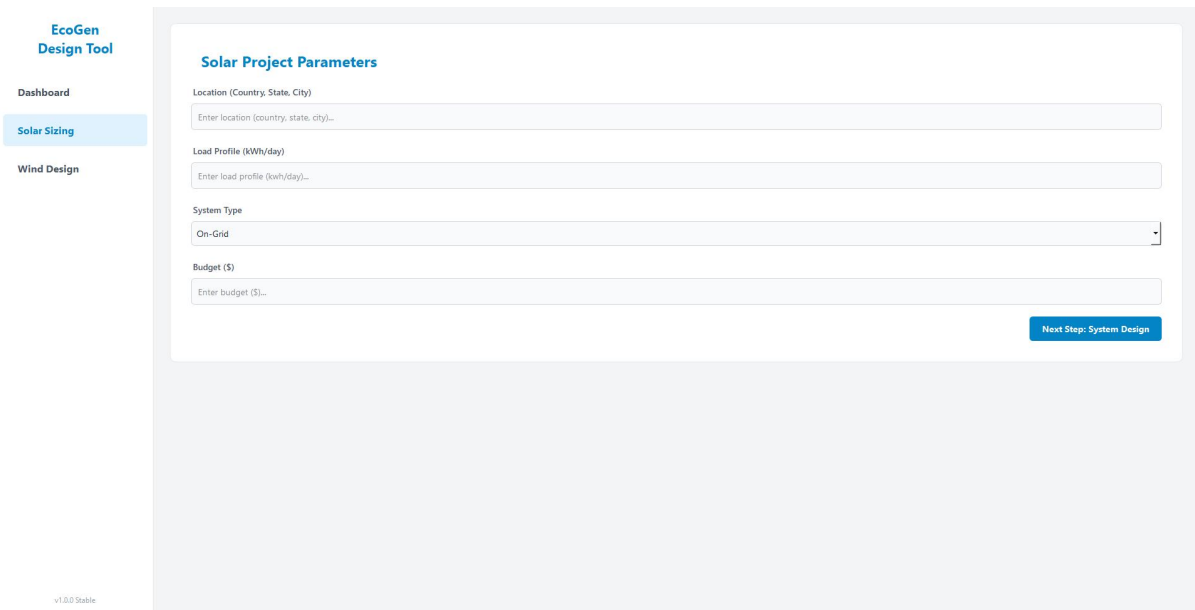 EcoGen
Design Tool
Dashboard
Solar Sizing
Wind Design
v1.0.0 Stable
Solar Project Parameters
Location (Country, State, City)
Enter location (country, state, city)...
Load Profile (kWh/day)
Enter load profile (kwh/day)...
System Type
On-Grid
Budget ($)
Enter budget ($)...
Next Step: System Design